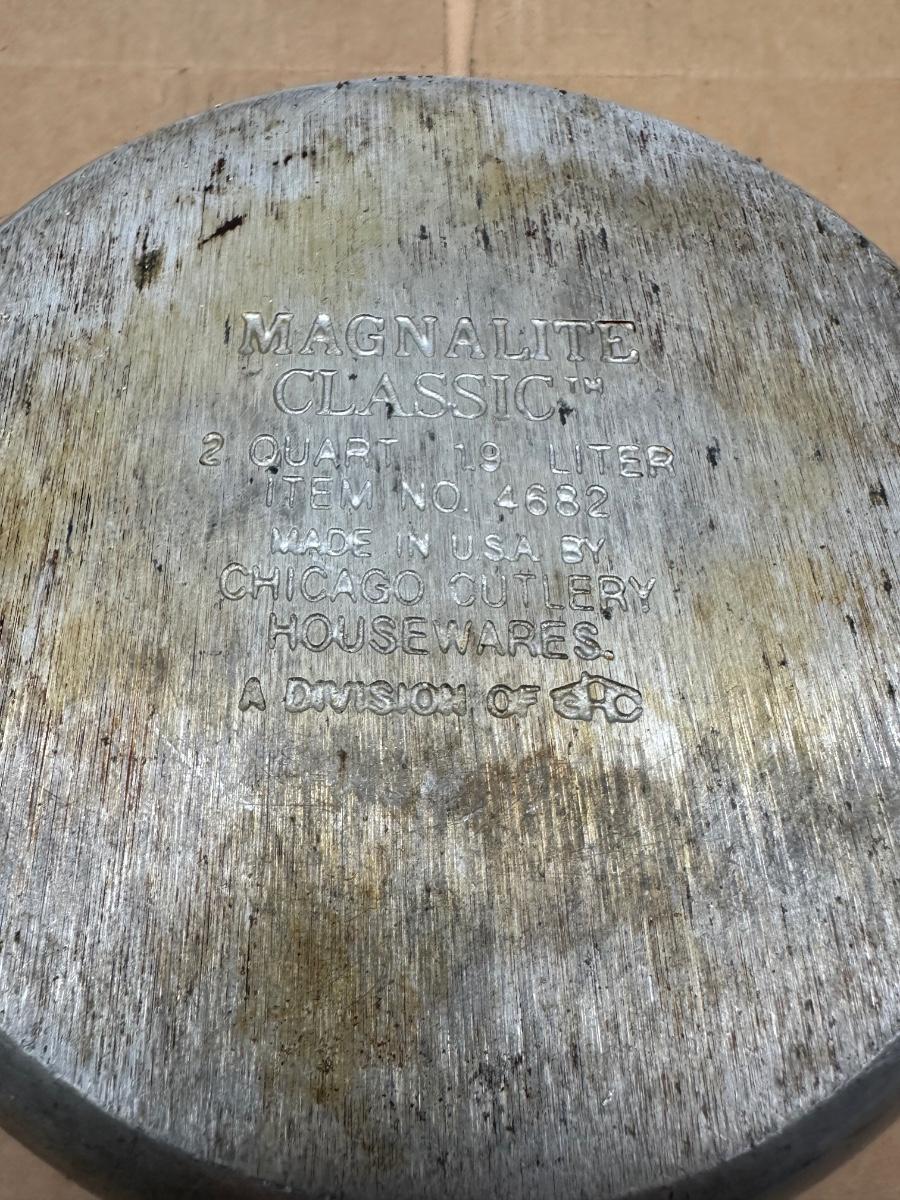 MAGNALITE
CLASSIC™
2 QUART 1.9 LITER
ITEM NO. 4682
MADE IN U.S.A. BY
CHICAGO CUTLERY
HOUSEWARES.
A DIVISION OF